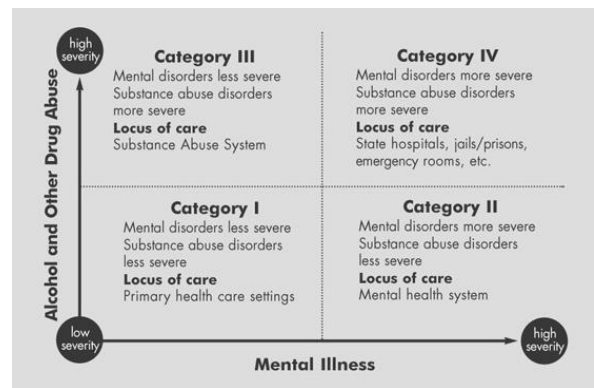 high
severity
Category III
Mental disorders less severe
Substance abuse disorders
more severe
Locus of care
Substance Abuse System
Category IV
Mental disorders more severe
Substance abuse disorders
more severe
Locus of care
State hospitals, jails/prisons,
emergency rooms, etc.
Alcohol and Other Drug Abuse
Category I
Mental disorders less severe
Substance abuse disorders
less severe
Locus of care
Primary health care settings
Category II
Mental disorders more severe
Substance abuse disorders
less severe
Locus of care
Mental health system
low
severity
Mental Illness
high
severity